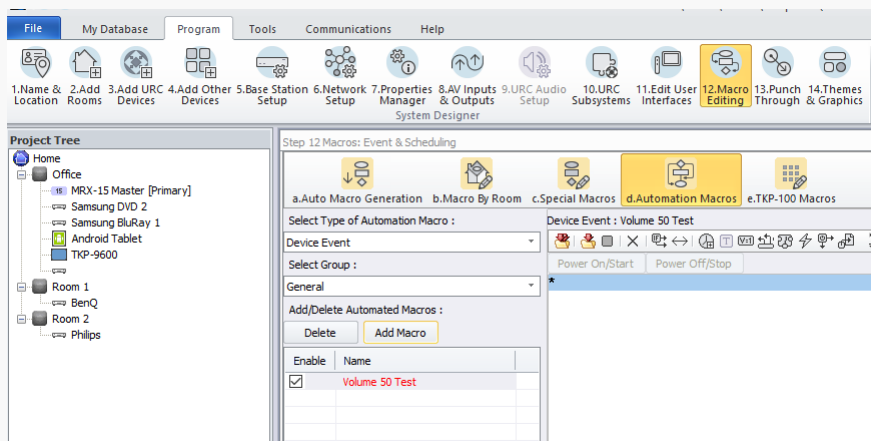 File My Database Program Tools Communications Help
1.Name & Location 2.Add Rooms 3.Add URC Devices 4.Add Other Devices 5.Base Station Setup 6.Network Setup 7.Properties Manager 8.AV Inputs & Outputs 9.URC Audio Setup 10.URC Subsystems 11.Edit User Interfaces 12.Macro Editing 13.Punch Through 14.Themes & Graphics
System Designer
Project Tree
Home
Office
15 MRX-15 Master [Primary]
Samsung DVD 2
Samsung BluRay 1
Android Tablet
TKP-9600
Room 1
BenQ
Room 2
Philips
Step 12 Macros: Event & Scheduling
a.Auto Macro Generation b.Macro By Room c.Special Macros d.Automation Macros e.TKP-100 Macros
Select Type of Automation Macro :
Device Event
Select Group :
General
Add/Delete Automated Macros :
Delete Add Macro
Enable Name
Volume 50 Test
Device Event : Volume 50 Test
Power On/Start Power Off/Stop
*